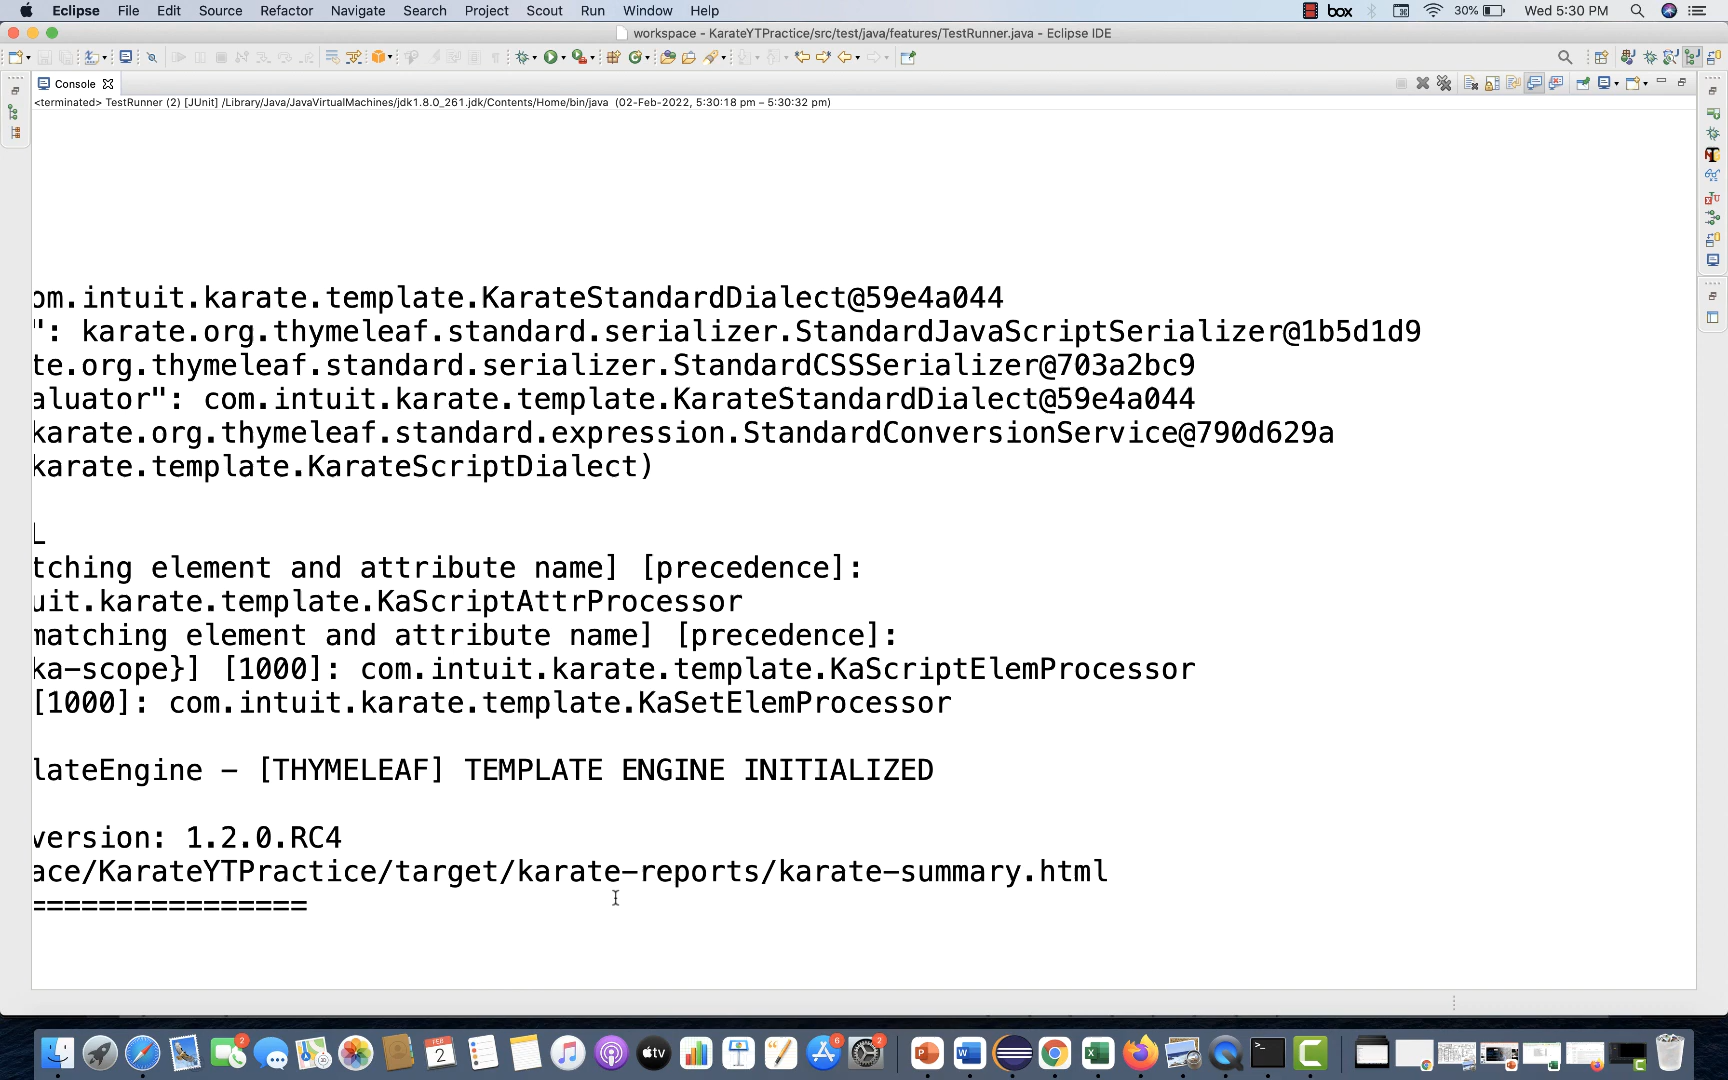 Eclipse File Edit Source Refactor Navigate Search Project Scout Run Window Help box 30% Wed 5:30 PM
workspace - KarateYTPractice/src/test/java/features/TestRunner.java - Eclipse IDE
Console
<terminated> TestRunner (2) [JUnit] /Library/Java/JavaVirtualMachines/jdk1.8.0_261.jdk/Contents/Home/bin/java (02-Feb-2022, 5:30:18 pm – 5:30:32 pm)
om.intuit.karate.template.KarateStandardDialect@59e4a044
": karate.org.thymeleaf.standard.serializer.StandardJavaScriptSerializer@1b5d1d9
te.org.thymeleaf.standard.serializer.StandardCSSSerializer@703a2bc9
aluator": com.intuit.karate.template.KarateStandardDialect@59e4a044
karate.org.thymeleaf.standard.expression.StandardConversionService@790d629a
karate.template.KarateScriptDialect)
L
tching element and attribute name] [precedence]:
uit.karate.template.KaScriptAttrProcessor
matching element and attribute name] [precedence]:
ka-scope}] [1000]: com.intuit.karate.template.KaScriptElemProcessor
[1000]: com.intuit.karate.template.KaSetElemProcessor
lateEngine - [THYMELEAF] TEMPLATE ENGINE INITIALIZED
version: 1.2.0.RC4
ace/KarateYTPractice/target/karate-reports/karate-summary.html
================